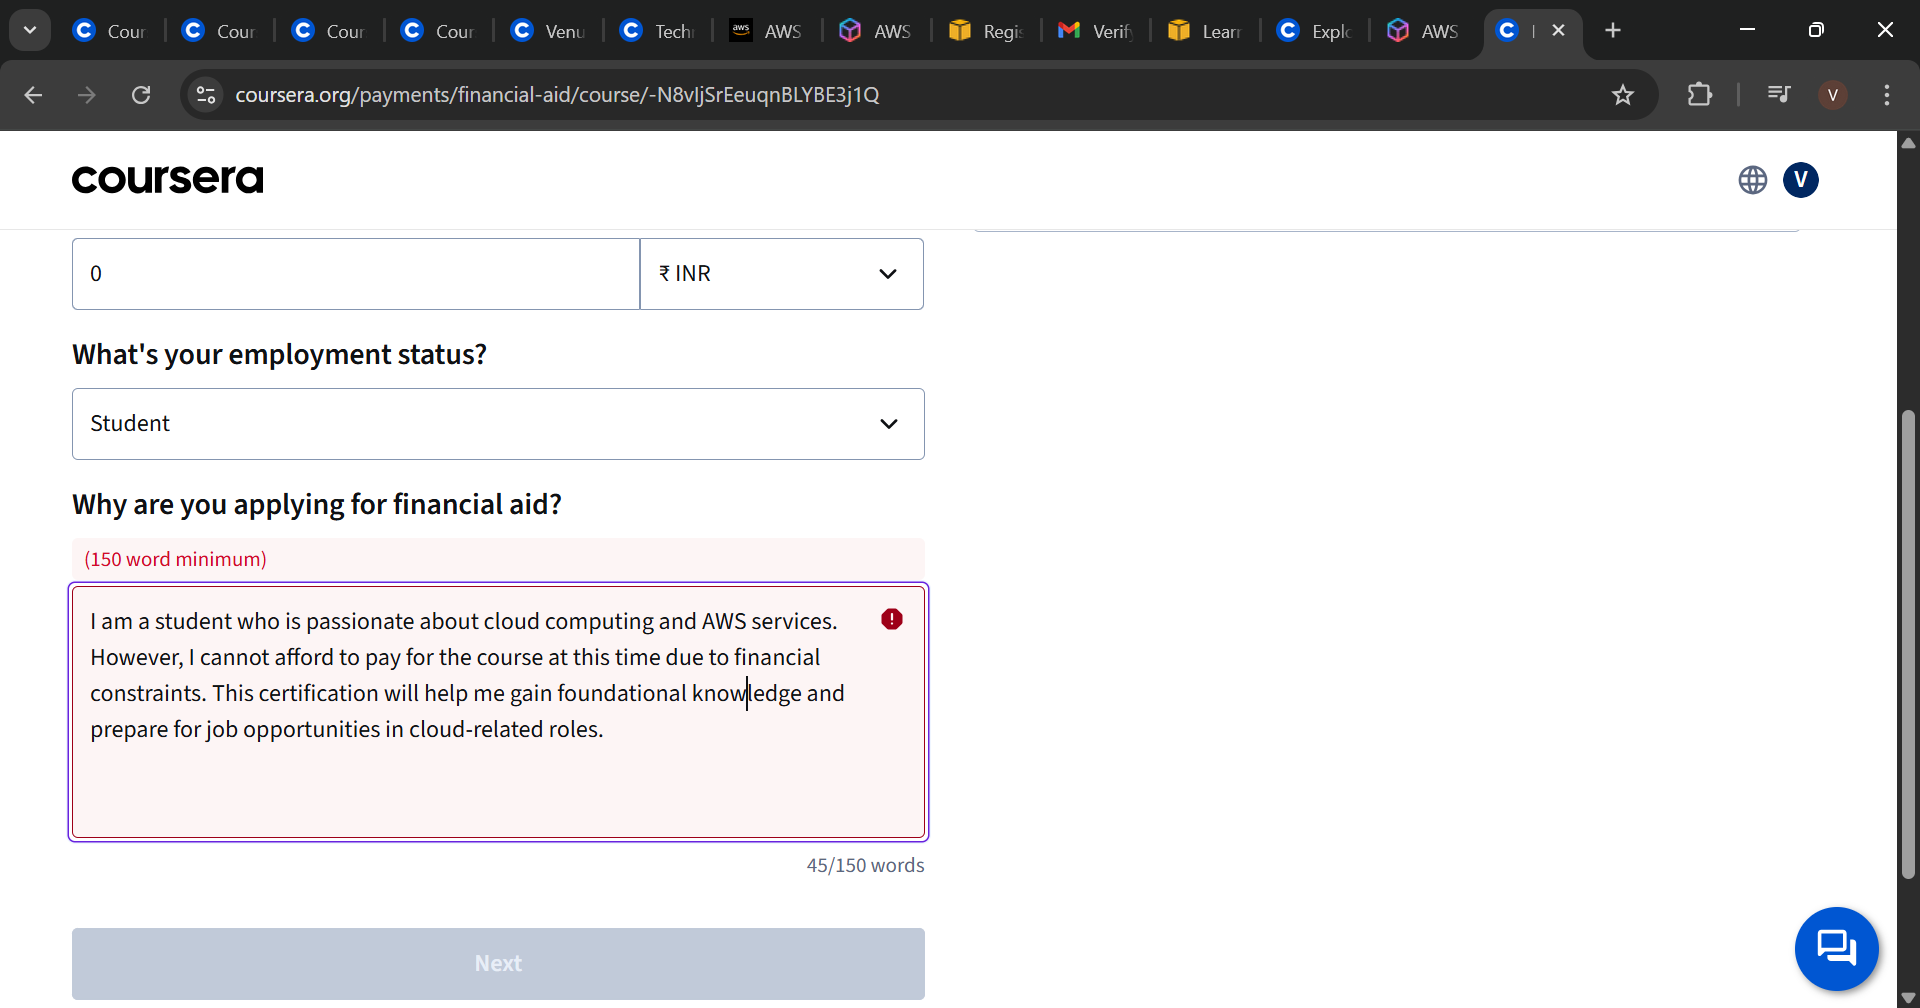 Cour
Cour
Cour
Cour
Venu
Tech
aws
AWS
AWS
Regis
Verify
Learn
Explo
AWS
coursera.org/payments/financial-aid/course/-N8vIjSrEeuqnBLYBE3j1Q
V
coursera
V
0
₹ INR
What's your employment status?
Student
Why are you applying for financial aid?
(150 word minimum)
I am a student who is passionate about cloud computing and AWS services.
However, I cannot afford to pay for the course at this time due to financial
constraints. This certification will help me gain foundational knowledge and
prepare for job opportunities in cloud-related roles.
45/150 words
Next